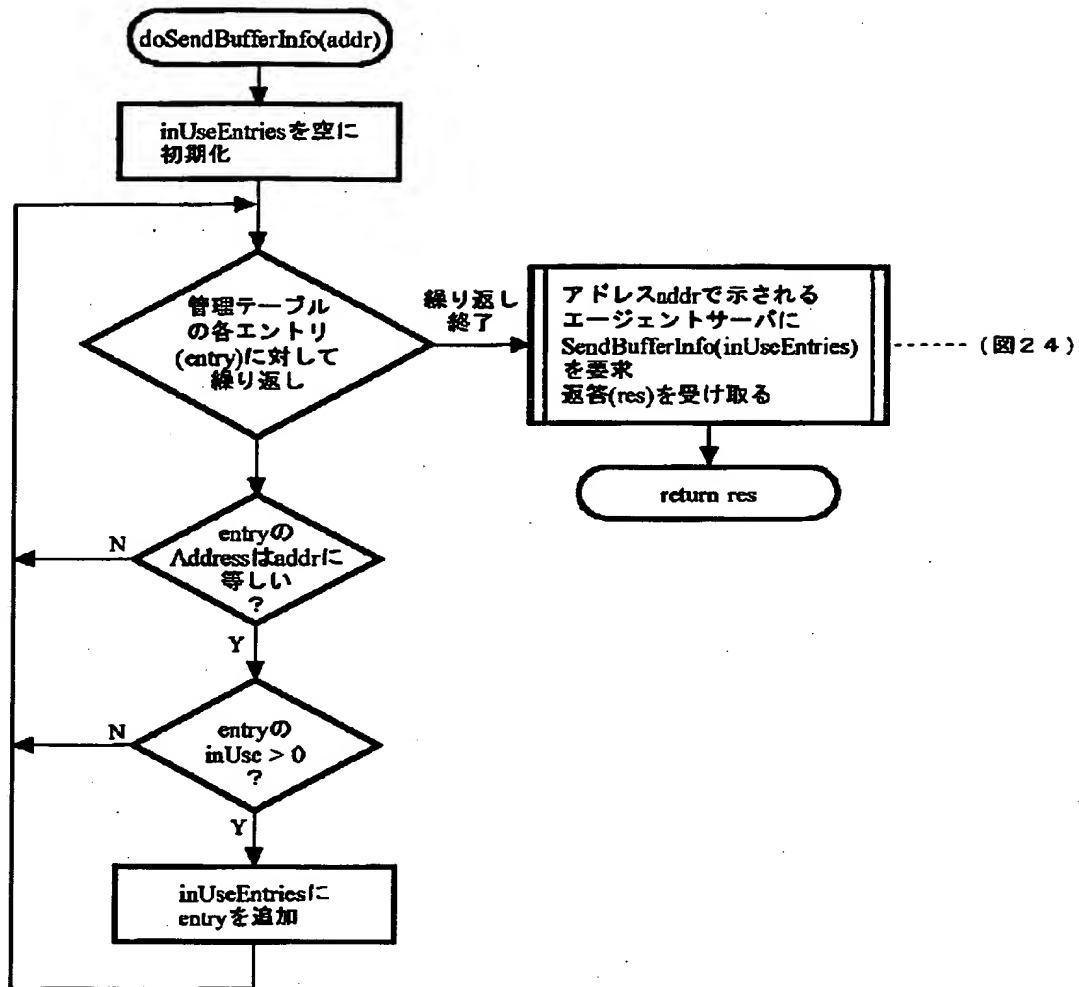 doSendBufferInfo(addr)
inUseEntriesを空に
初期化
管理テーブル
の各エントリ
(entry)に対して
繰り返し
繰り返し
終了
アドレスaddrで示される
エージェントサーバに
SendBufferInfo(inUseEntries)
を要求
返答(res)を受け取る
(図24)
return res
entryの
Addressはaddrに
等しい
?
N
Y
entryの
inUse > 0
?
N
Y
inUseEntriesに
entryを追加